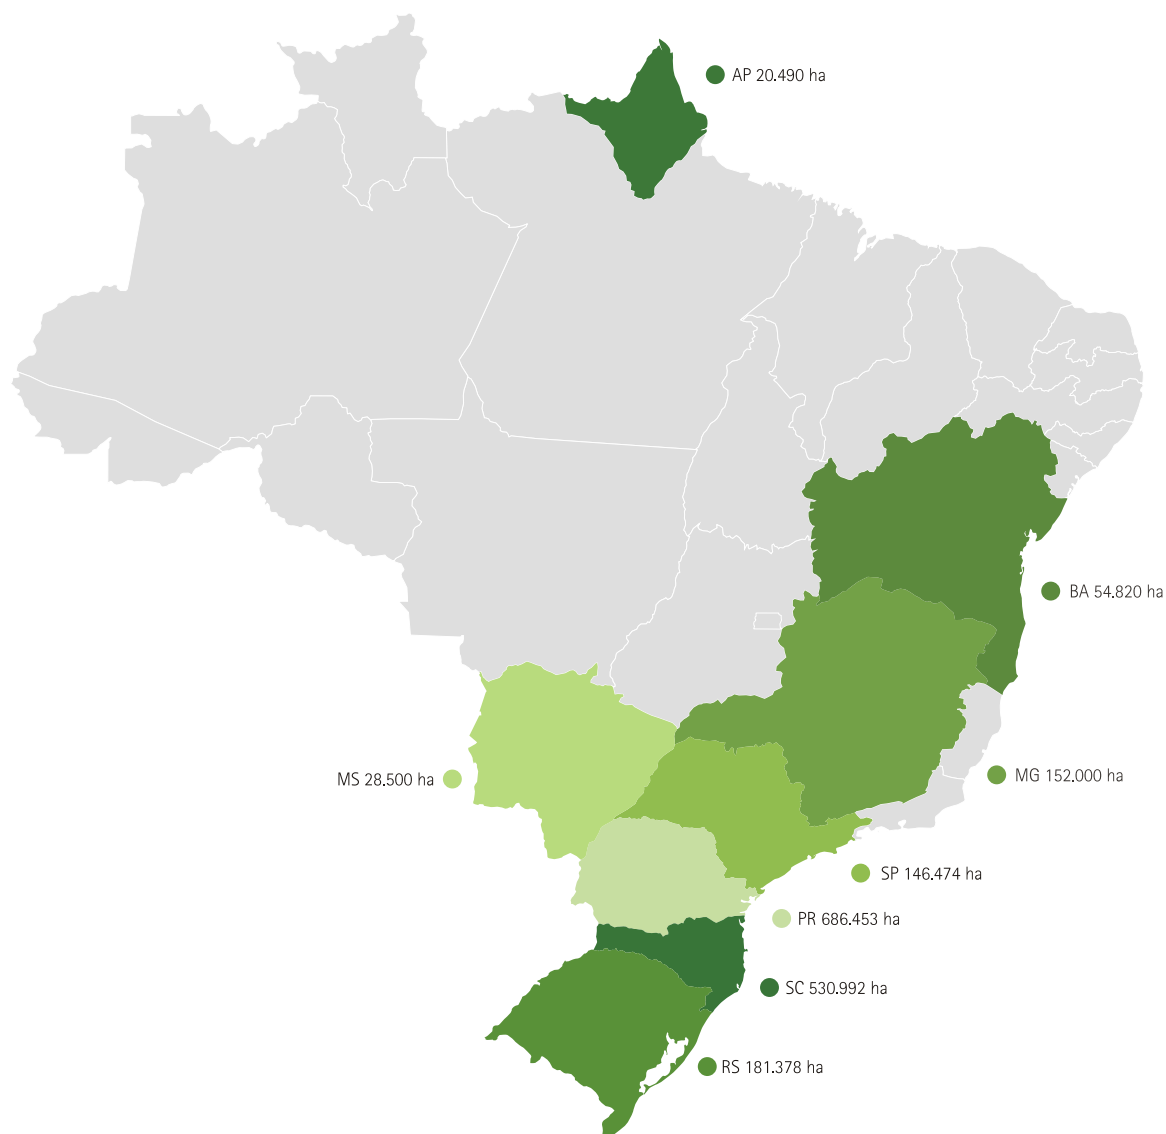 AP 20.490 ha
BA 54.820 ha
MG 152.000 ha
MS 28.500 ha
SP 146.474 ha
PR 686.453 ha
SC 530.992 ha
RS 181.378 ha